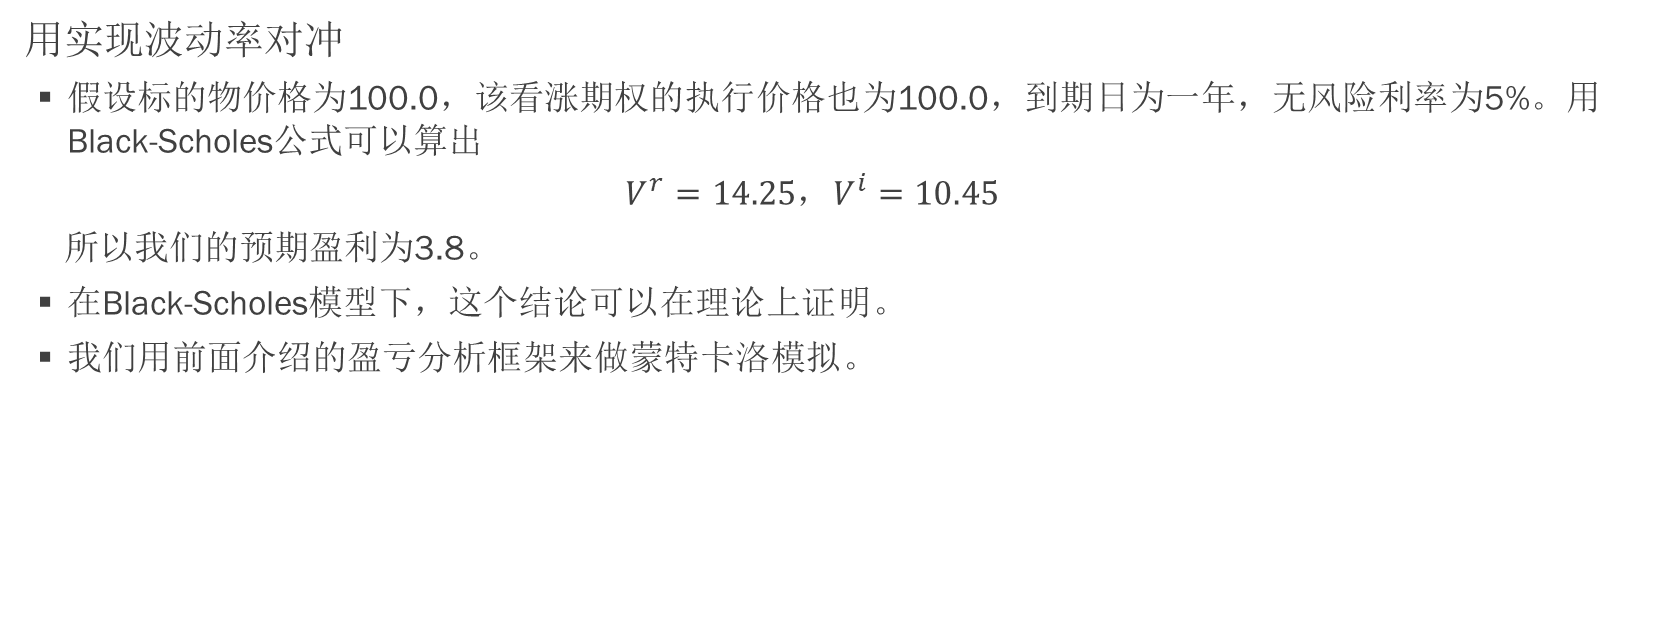 用实现波动率对冲
▪ 假设标的物价格为100.0，该看涨期权的执行价格也为100.0，到期日为一年，无风险利率为5%。用
Black-Scholes公式可以算出
V^r = 14.25，V^i = 10.45
所以我们的预期盈利为3.8。
▪ 在Black-Scholes模型下，这个结论可以在理论上证明。
▪ 我们用前面介绍的盈亏分析框架来做蒙特卡洛模拟。